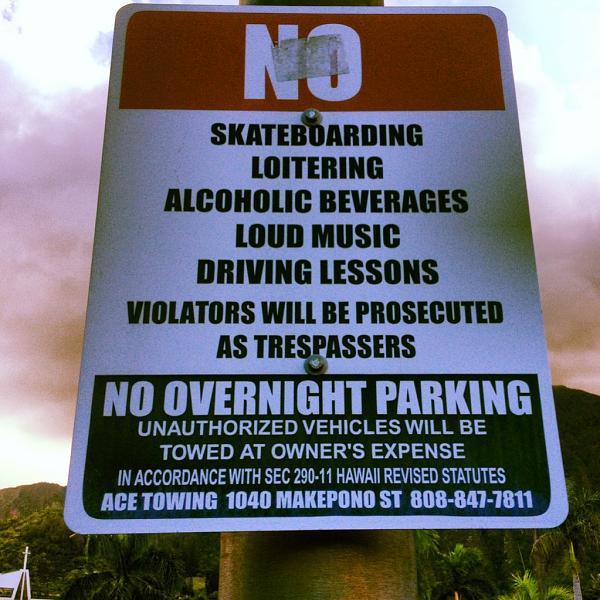 NO
SKATEBOARDING
LOITERING
ALCOHOLIC BEVERAGES
LOUD MUSIC
DRIVING LESSONS
VIOLATORS WILL BE PROSECUTED
AS TRESPASSERS
NO OVERNIGHT PARKING
UNAUTHORIZED VEHICLES WILL BE
TOWED AT OWNER'S EXPENSE
IN ACCORDANCE WITH SEC 290-11 HAWAII REVISED STATUTES
ACE TOWING 1040 MAKEPONO ST 808-847-7811